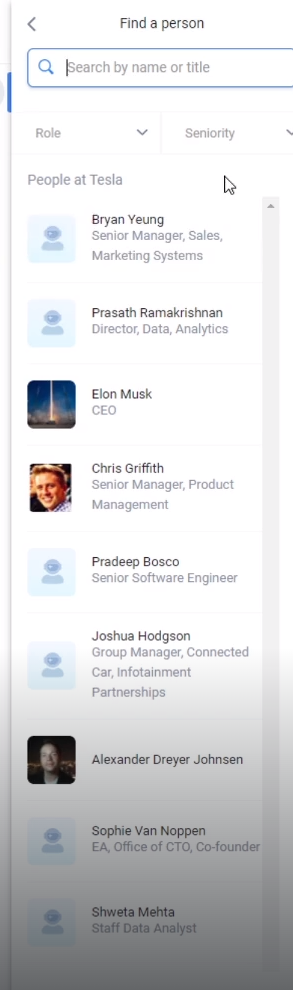 Find a person
Search by name or title
Role
Seniority
People at Tesla
Bryan Yeung
Senior Manager, Sales,
Marketing Systems
Prasath Ramakrishnan
Director, Data, Analytics
Elon Musk
CEO
Chris Griffith
Senior Manager, Product
Management
Pradeep Bosco
Senior Software Engineer
Joshua Hodgson
Group Manager, Connected
Car, Infotainment
Partnerships
Alexander Dreyer Johnsen
Sophie Van Noppen
EA, Office of CTO, Co-founder
Shweta Mehta
Staff Data Analyst